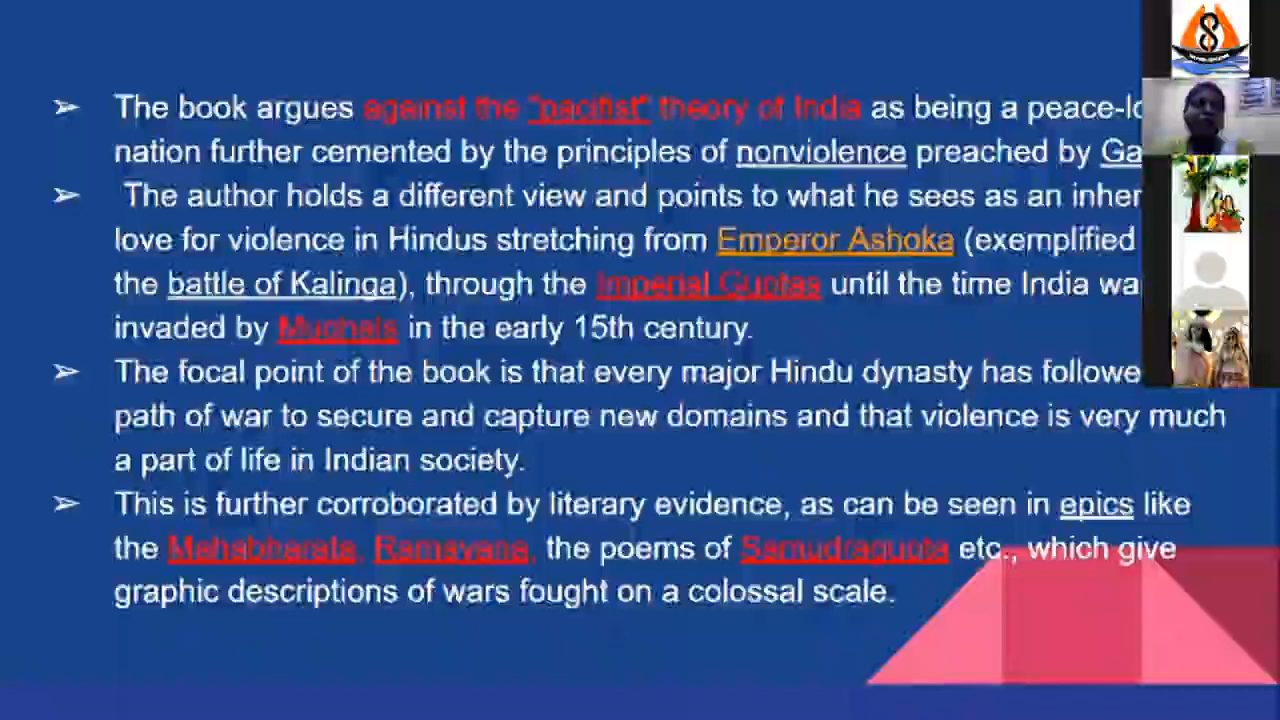 ➢ The book argues against the "pacifist" theory of India as being a peace-lo
nation further cemented by the principles of nonviolence preached by Ga
➢ The author holds a different view and points to what he sees as an inher
love for violence in Hindus stretching from Emperor Ashoka (exemplified
the battle of Kalinga), through the Imperial Guptas until the time India wa
invaded by Mughals in the early 15th century.
➢ The focal point of the book is that every major Hindu dynasty has followe
path of war to secure and capture new domains and that violence is very much
a part of life in Indian society.
➢ This is further corroborated by literary evidence, as can be seen in epics like
the Mahabharata, Ramayana, the poems of Samudragupta etc., which give
graphic descriptions of wars fought on a colossal scale.